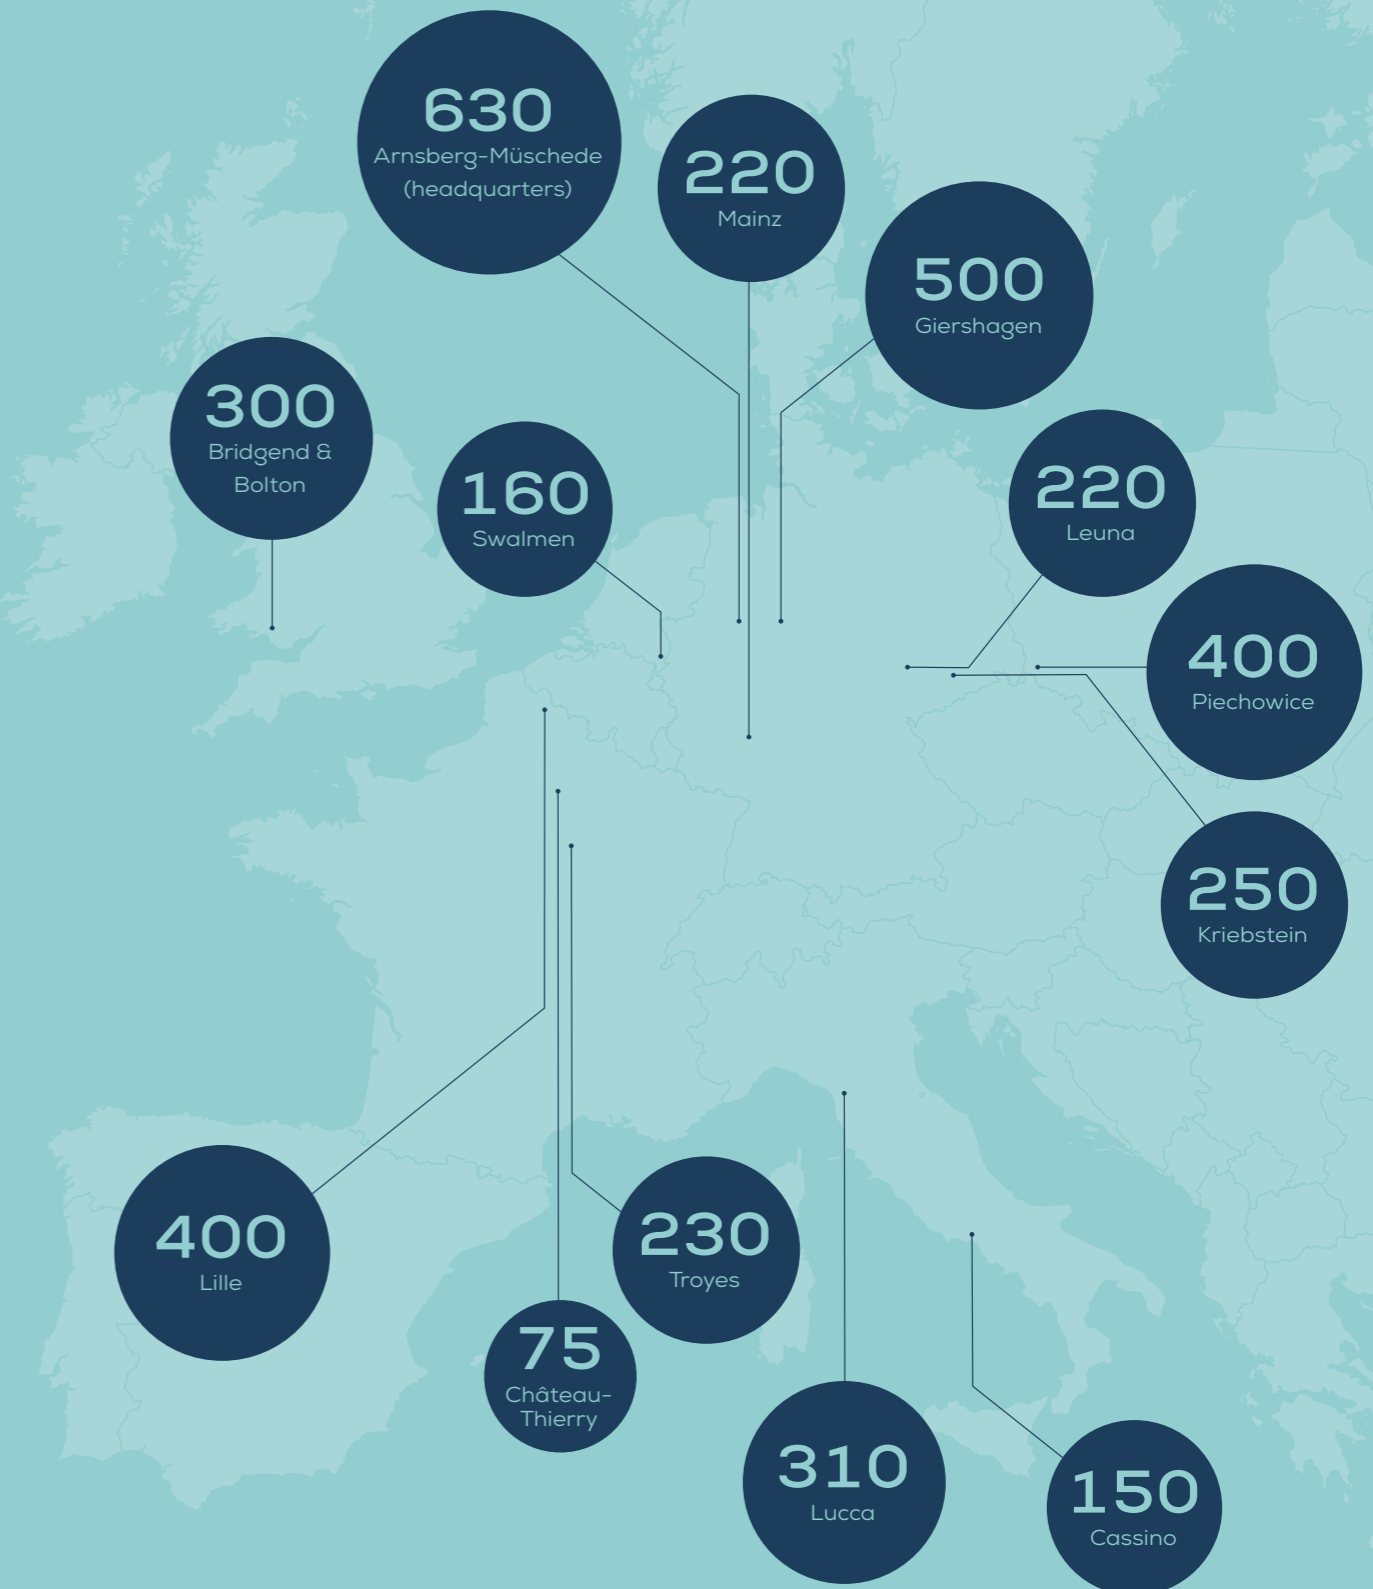 630
Arnsberg-Müschede
(headquarters)
220
Mainz
500
Giershagen
300
Bridgend &
Bolton
160
Swalmen
220
Leuna
400
Piechowice
250
Kriebstein
400
Lille
230
Troyes
75
Château-
Thierry
310
Lucca
150
Cassino